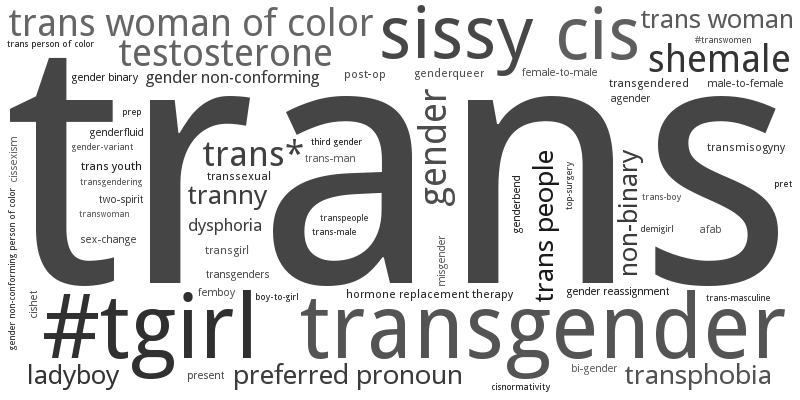 trans woman of color
sissy
cis
trans woman
#transwomen
trans person of color
testosterone
shemale
gender binary
gender non-conforming
post-op
genderqueer
female-to-male
transgendered
male-to-female
agender
trans
prep
genderfluid
gender-variant
cissexism
trans*
third gender
trans-man
gender
transmisogyny
trans youth
transgendering
transsexual
tranny
two-spirit
transwoman
dysphoria
transpeople
trans-male
genderbend
trans people
top-surgery
non-binary
trans-boy
pret
demigirl
afab
sex-change
transgirl
transgenders
misgender
gender non-conforming person of color
cishet
femboy
boy-to-girl
hormone replacement therapy
gender reassignment
trans-masculine
#tgirl
transgender
ladyboy
present
preferred pronoun
cisnormativity
bi-gender
transphobia